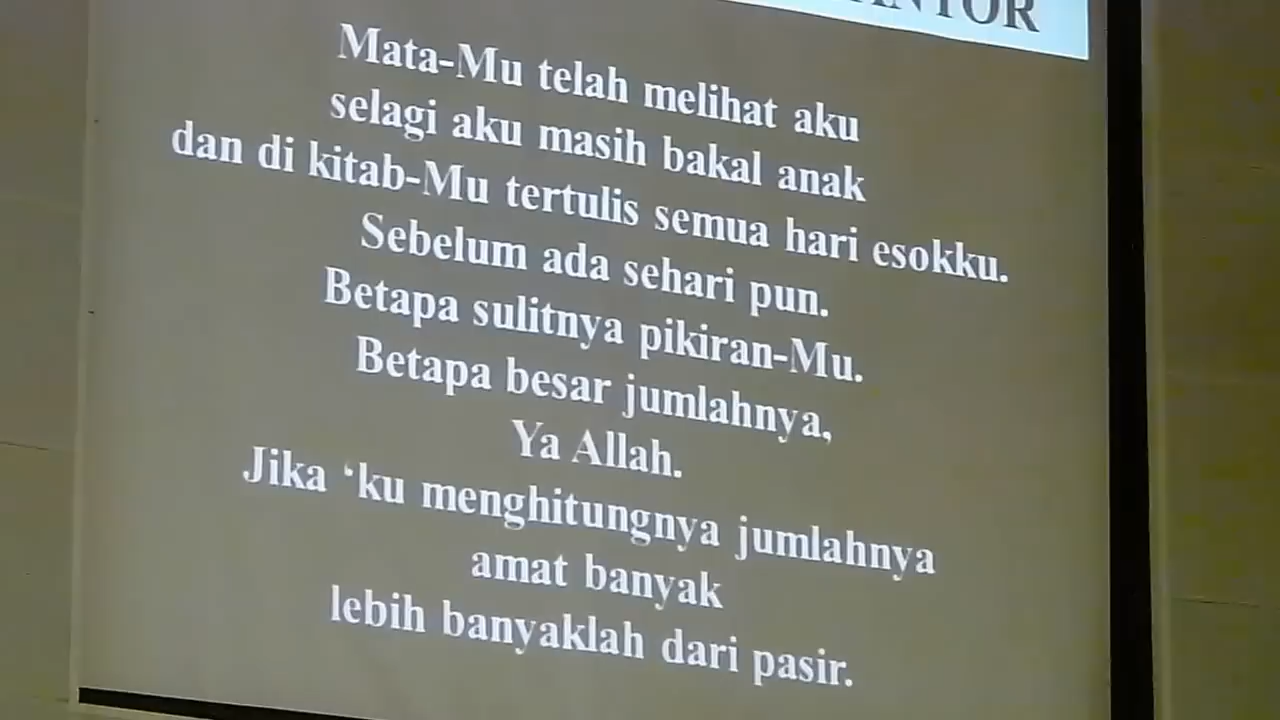 Mata-Mu telah melihat aku
selagi aku masih bakal anak
dan di kitab-Mu tertulis semua hari esokku.
Sebelum ada sehari pun.
Betapa sulitnya pikiran-Mu.
Betapa besar jumlahnya,
Ya Allah.
Jika ‘ku menghitungnya jumlahnya
amat banyak
lebih banyaklah dari pasir.